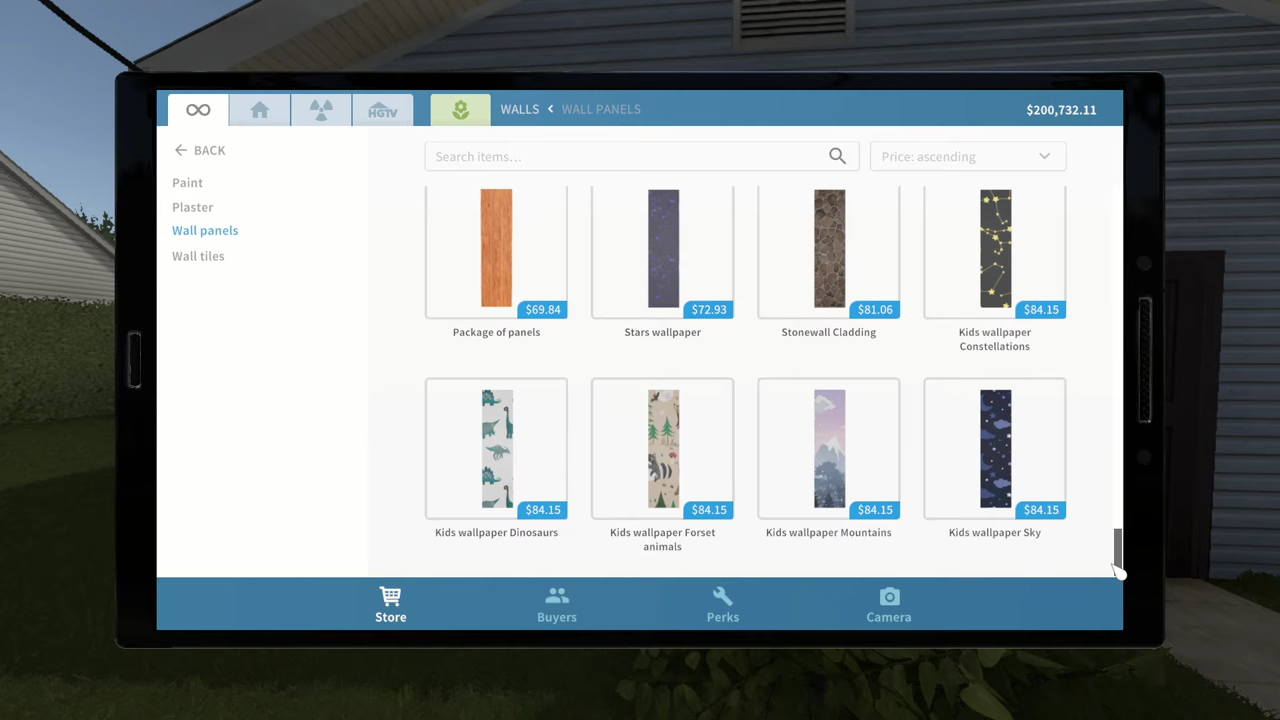 HGTV
WALLS < WALL PANELS
$200,732.11
BACK
Search items...
Price: ascending
Paint
Plaster
Wall panels
Wall tiles
$69.84
$72.93
$81.06
$84.15
Package of panels
Stars wallpaper
Stonewall Cladding
Kids wallpaper
Constellations
$84.15
$84.15
$84.15
$84.15
Kids wallpaper Dinosaurs
Kids wallpaper Forset
animals
Kids wallpaper Mountains
Kids wallpaper Sky
Store
Buyers
Perks
Camera